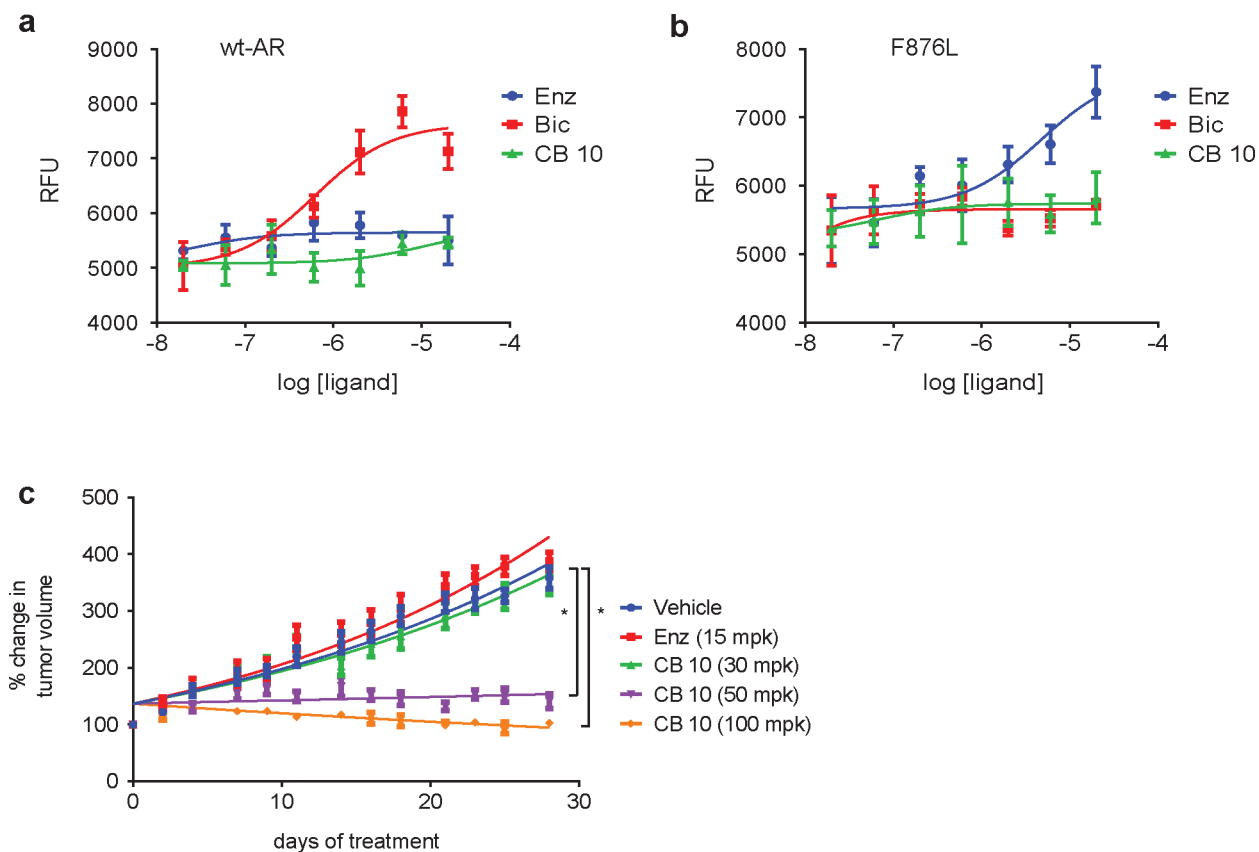 a
wt-AR
9000
8000
7000
6000
5000
4000
RFU
-8
-7
-6
-5
-4
log [ligand]
Enz
Bic
CB 10
b
F876L
8000
7000
6000
5000
4000
RFU
-8
-7
-6
-5
-4
log [ligand]
Enz
Bic
CB 10
c
500
400
300
200
100
0
% change in
tumor volume
0
10
20
30
days of treatment
*
*
Vehicle
Enz (15 mpk)
CB 10 (30 mpk)
CB 10 (50 mpk)
CB 10 (100 mpk)